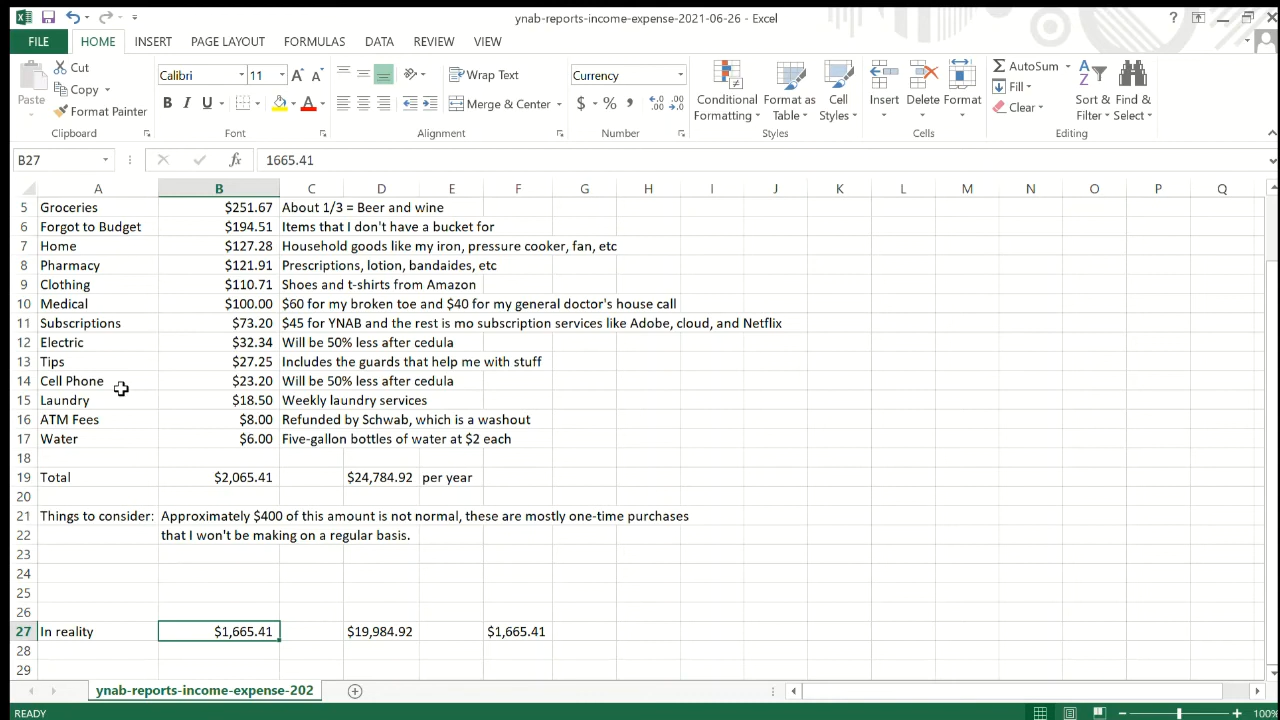 ynab-reports-income-expense-2021-06-26 - Excel
FILE HOME INSERT PAGE LAYOUT FORMULAS DATA REVIEW VIEW
Paste Cut Copy Format Painter Clipboard
Calibri 11 B I U A A A Font
Wrap Text Merge & Center Alignment
Currency $ % , Number
Conditional Formatting Format as Table Cell Styles Styles
Insert Delete Format Cells
AutoSum Fill Clear Sort & Filter Find & Select Editing
B27 fx 1665.41
A B C D E F G H I J K L M N O P Q
5 Groceries $251.67 About 1/3 = Beer and wine
6 Forgot to Budget $194.51 Items that I don't have a bucket for
7 Home $127.28 Household goods like my iron, pressure cooker, fan, etc
8 Pharmacy $121.91 Prescriptions, lotion, bandaides, etc
9 Clothing $110.71 Shoes and t-shirts from Amazon
10 Medical $100.00 $60 for my broken toe and $40 for my general doctor's house call
11 Subscriptions $73.20 $45 for YNAB and the rest is mo subscription services like Adobe, cloud, and Netflix
12 Electric $32.34 Will be 50% less after cedula
13 Tips $27.25 Includes the guards that help me with stuff
14 Cell Phone $23.20 Will be 50% less after cedula
15 Laundry $18.50 Weekly laundry services
16 ATM Fees $8.00 Refunded by Schwab, which is a washout
17 Water $6.00 Five-gallon bottles of water at $2 each
18
19 Total $2,065.41 $24,784.92 per year
20
21 Things to consider: Approximately $400 of this amount is not normal, these are mostly one-time purchases
22 that I won't be making on a regular basis.
23
24
25
26
27 In reality $1,665.41 $19,984.92 $1,665.41
28
29
ynab-reports-income-expense-202
READY 100%